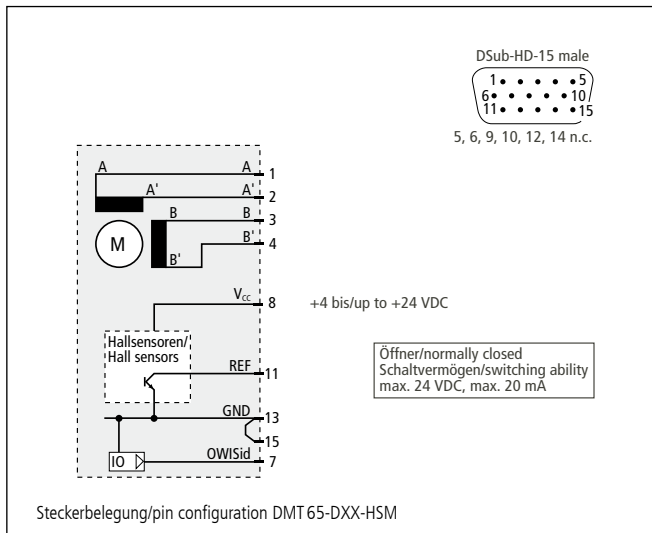 DSub-HD-15 male
1 5
6 10
11 15
5, 6, 9, 10, 12, 14 n.c.
A A 1
A' A' 2
B B 3
M
B' B' 4
Vcc 8 +4 bis/up to +24 VDC
Hallsensoren/
Hall sensors
REF 11
Öffner/normally closed
Schaltvermögen/switching ability
max. 24 VDC, max. 20 mA
GND 13
15
IO OWISid 7
Steckerbelegung/pin configuration DMT 65-DXX-HSM